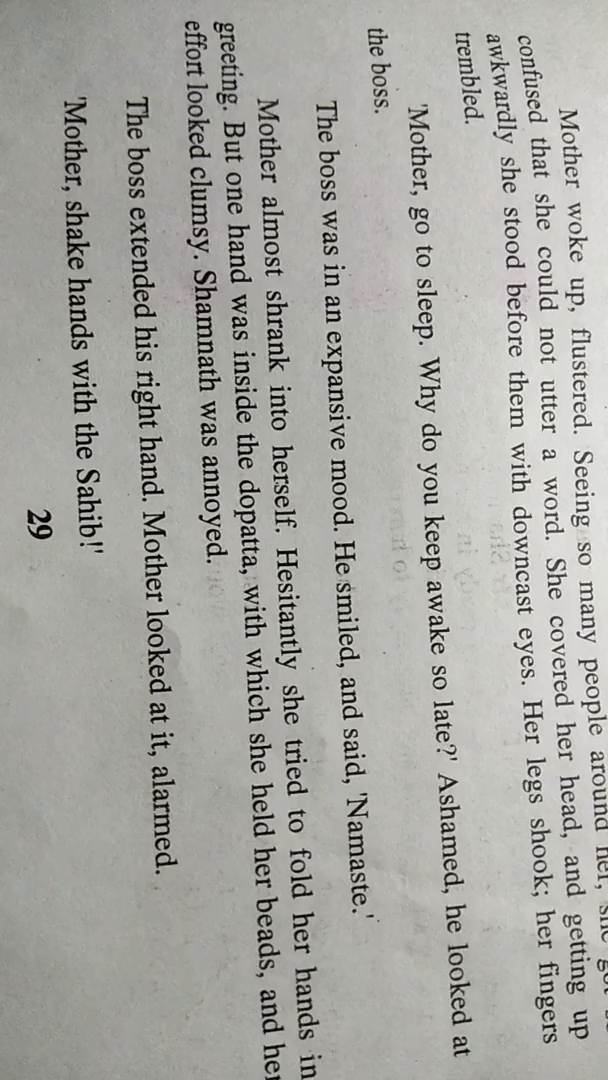 Mother woke up, flustered. Seeing so many people around her, she got so
confused that she could not utter a word. She covered her head, and getting up
awkwardly she stood before them with downcast eyes. Her legs shook; her fingers
trembled.
'Mother, go to sleep. Why do you keep awake so late?' Ashamed, he looked at
the boss.
The boss was in an expansive mood. He smiled, and said, 'Namaste.'
Mother almost shrank into herself. Hesitantly she tried to fold her hands in
greeting. But one hand was inside the dopatta, with which she held her beads, and her
effort looked clumsy. Shamnath was annoyed.
The boss extended his right hand. Mother looked at it, alarmed.
'Mother, shake hands with the Sahib!'
29